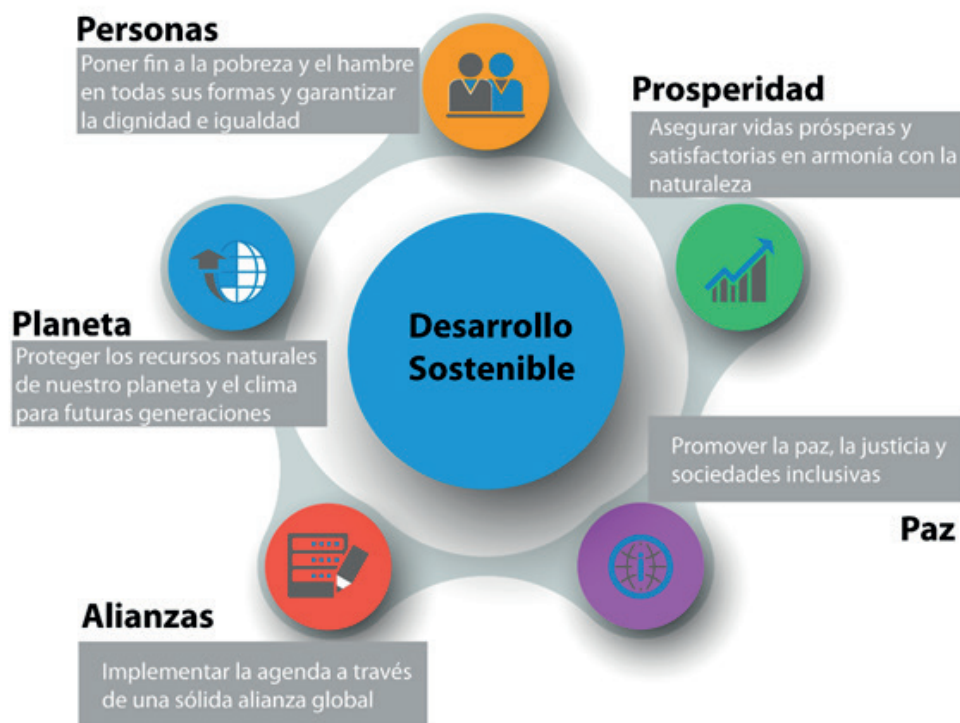 Personas
Poner fin a la pobreza y el hambre
en todas sus formas y garantizar
la dignidad e igualdad
Prosperidad
Asegurar vidas prósperas y
satisfactorias en armonía con la
naturaleza
Planeta
Proteger los recursos naturales
de nuestro planeta y el clima
para futuras generaciones
Desarrollo
Sostenible
Promover la paz, la justicia y
sociedades inclusivas
Paz
Alianzas
Implementar la agenda a través
de una sólida alianza global